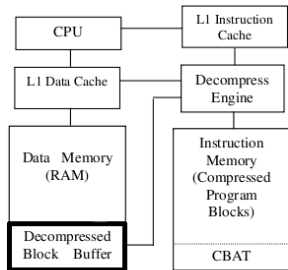 CPU
L1 Instruction
Cache
L1 Data Cache
Decompress
Engine
Data Memory
(RAM)
Instruction
Memory
(Compressed
Program
Blocks)
Decompressed
Block Buffer
CBAT